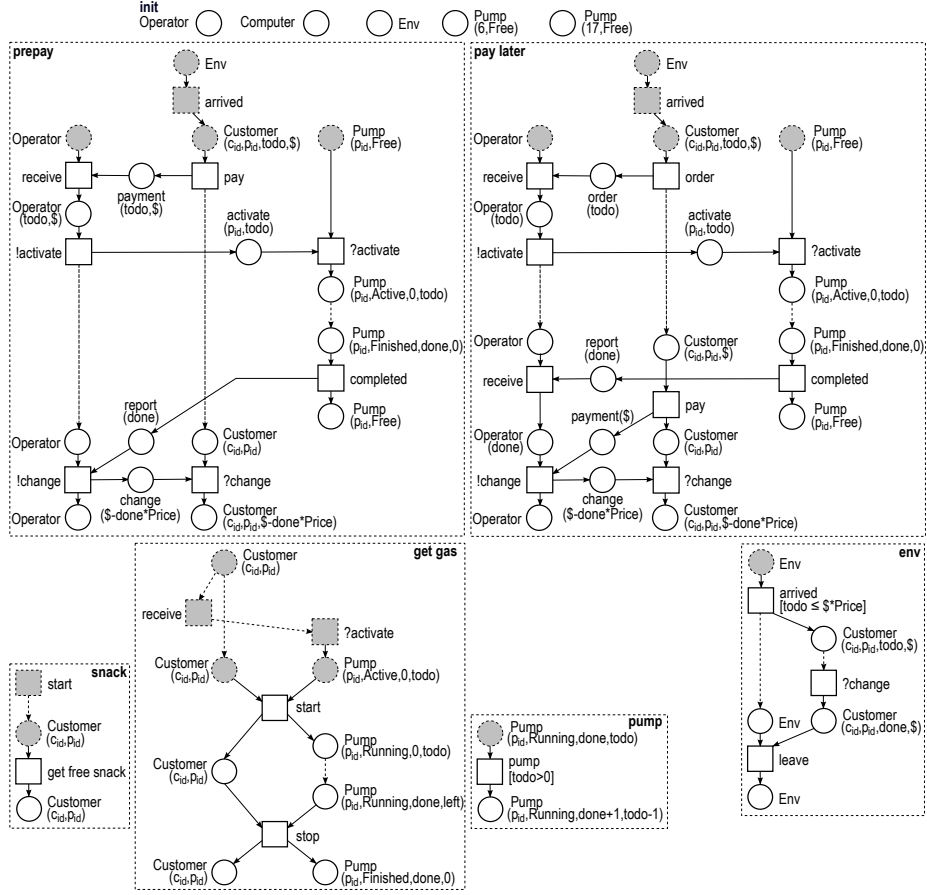 init
Operator
Computer
Env
Pump
(6,Free)
Pump
(17,Free)
prepay
Env
arrived
Operator
Customer
(cid,pid,todo,$)
Pump
(pid,Free)
receive
payment
(todo,$)
pay
Operator
(todo,$)
activate
(pid,todo)
!activate
?activate
Pump
(pid,Active,0,todo)
Pump
(pid,Finished,done,0)
completed
report
(done)
Pump
(pid,Free)
Operator
Customer
(cid,pid)
!change
change
($-done*Price)
?change
Operator
Customer
(cid,pid,$-done*Price)
pay later
Env
arrived
Operator
Customer
(cid,pid,todo,$)
Pump
(pid,Free)
receive
order
(todo)
order
Operator
(todo)
activate
(pid,todo)
!activate
?activate
Pump
(pid,Active,0,todo)
Operator
report
(done)
Customer
(cid,pid,$)
Pump
(pid,Finished,done,0)
receive
completed
pay
payment($)
Pump
(pid,Free)
Operator
(done)
Customer
(cid,pid)
!change
change
($-done*Price)
?change
Operator
Customer
(cid,pid,$-done*Price)
snack
start
Customer
(cid,pid)
get free snack
Customer
(cid,pid)
get gas
Customer
(cid,pid)
receive
?activate
Customer
(cid,pid)
Pump
(pid,Active,0,todo)
start
Pump
(pid,Running,0,todo)
Customer
(cid,pid)
Pump
(pid,Running,done,left)
stop
Customer
(cid,pid)
Pump
(pid,Finished,done,0)
pump
Pump
(pid,Running,done,todo)
pump
[todo>0]
Pump
(pid,Running,done+1,todo-1)
env
Env
arrived
[todo ≤ $*Price]
Customer
(cid,pid,todo,$)
?change
Env
Customer
(cid,pid,done,$)
leave
Env